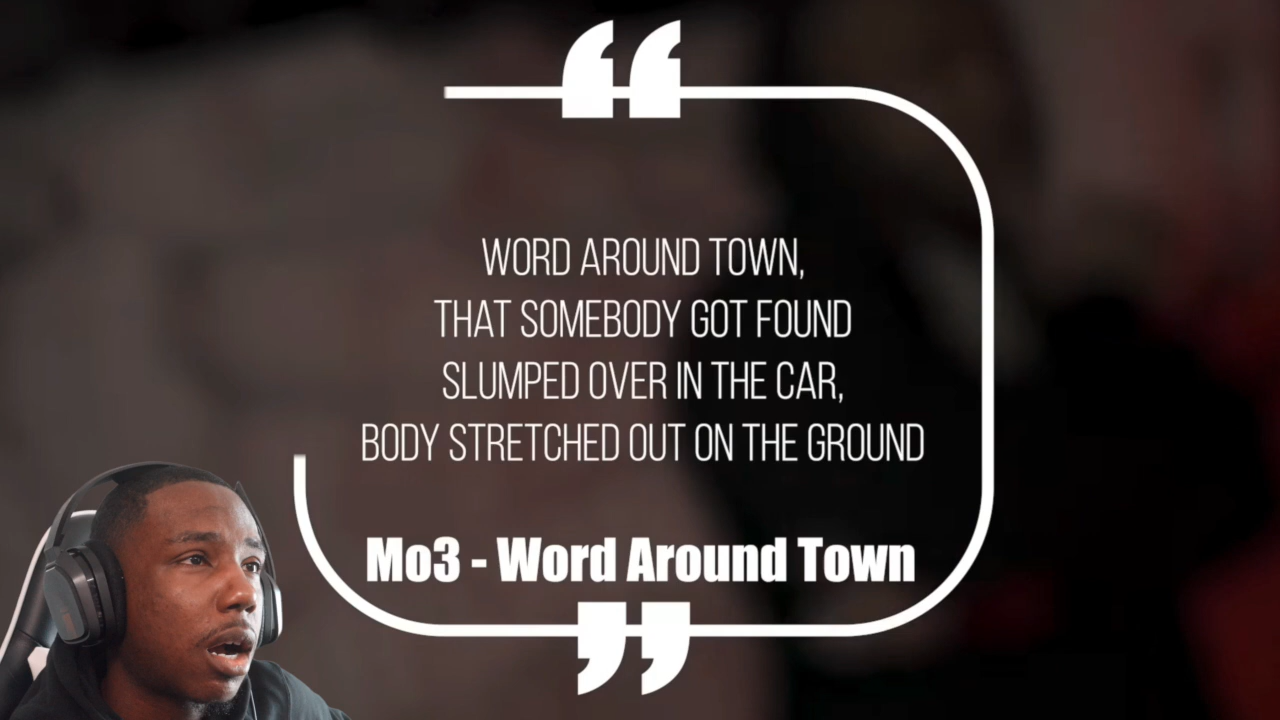 WORD AROUND TOWN,
THAT SOMEBODY GOT FOUND
SLUMPED OVER IN THE CAR,
BODY STRETCHED OUT ON THE GROUND
Mo3 - Word Around Town